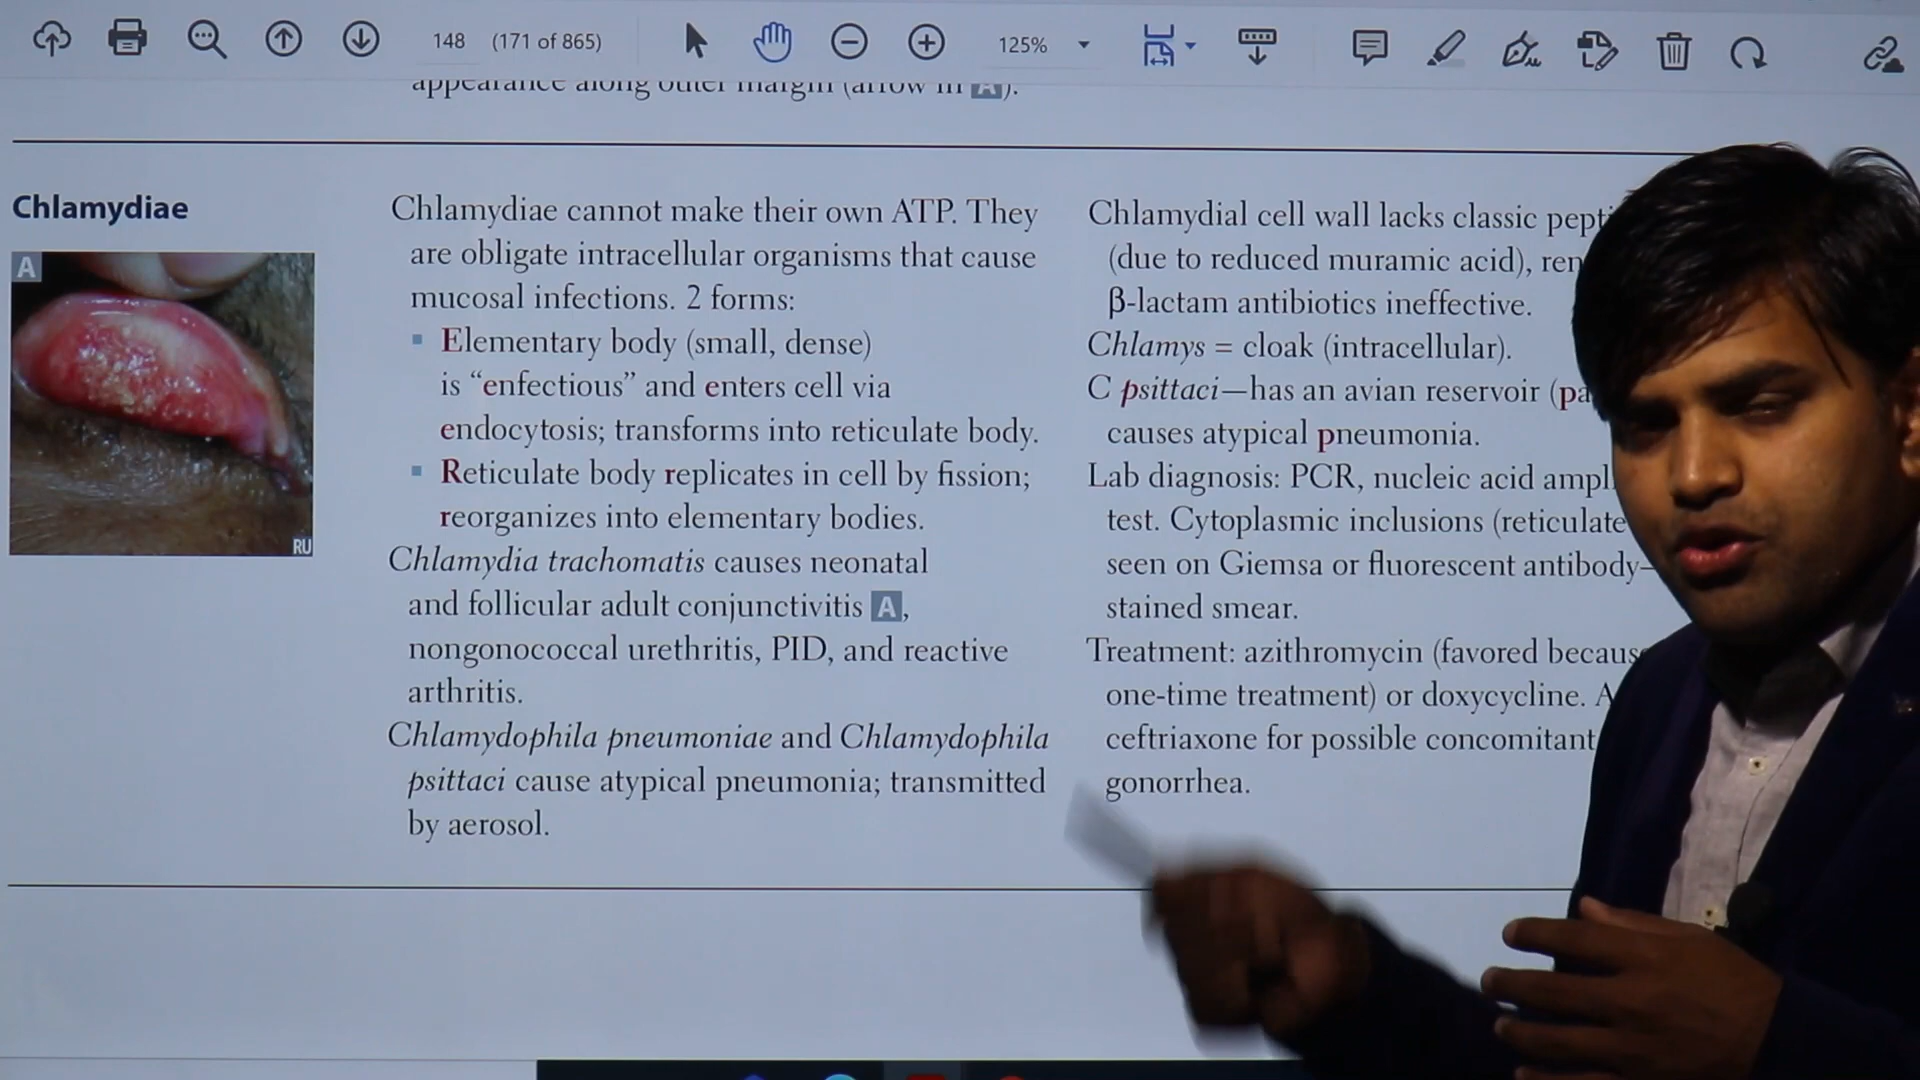 148 (171 of 865)
125%
appearance along outer margin (arrow in A).
Chlamydiae
A
RU
Chlamydiae cannot make their own ATP. They
are obligate intracellular organisms that cause
mucosal infections. 2 forms:
▪ Elementary body (small, dense)
is “enfectious” and enters cell via
endocytosis; transforms into reticulate body.
▪ Reticulate body replicates in cell by fission;
reorganizes into elementary bodies.
Chlamydia trachomatis causes neonatal
and follicular adult conjunctivitis A,
nongonococcal urethritis, PID, and reactive
arthritis.
Chlamydophila pneumoniae and Chlamydophila
psittaci cause atypical pneumonia; transmitted
by aerosol.
Chlamydial cell wall lacks classic
(due to reduced muramic acid),
β-lactam antibiotics ineffective.
Chlamys = cloak (intracellular).
C psittaci—has an avian reservoir
causes atypical pneumonia.
Lab diagnosis: PCR, nucleic acid
test. Cytoplasmic inclusions (reticulate
seen on Giemsa or fluorescent antibody–
stained smear.
Treatment: azithromycin (favored
one-time treatment) or doxycycline.
ceftriaxone for possible concomitant
gonorrhea.